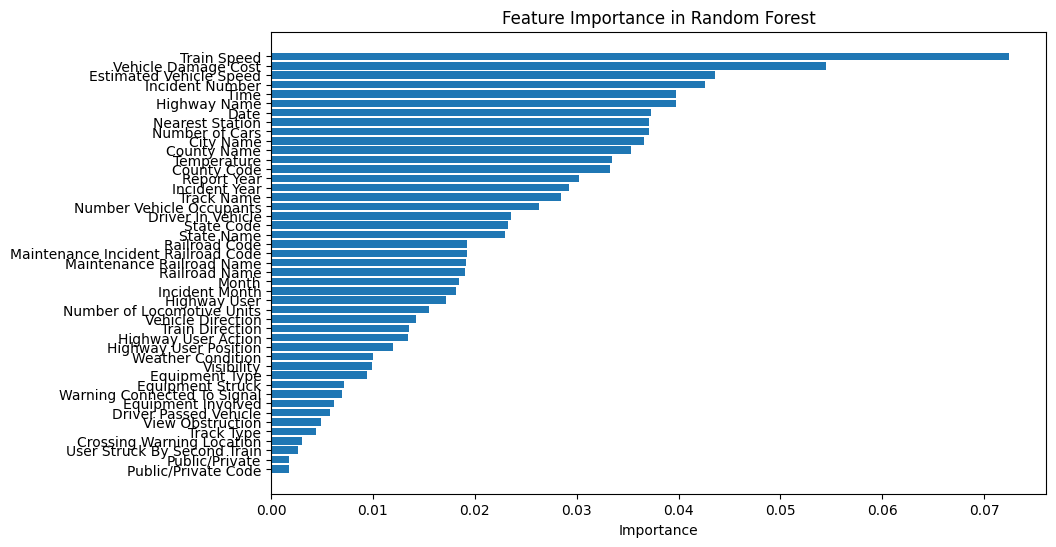 Feature Importance in Random Forest
Train Speed
Vehicle Damage Cost
Estimated Vehicle Speed
Incident Number
Time
Highway Name
Date
Nearest Station
Number of Cars
City Name
County Name
Temperature
County Code
Report Year
Incident Year
Track Name
Number Vehicle Occupants
Driver In Vehicle
State Code
State Name
Railroad Code
Maintenance Incident Railroad Code
Maintenance Railroad Name
Railroad Name
Month
Incident Month
Highway User
Number of Locomotive Units
Vehicle Direction
Train Direction
Highway User Action
Highway User Position
Weather Condition
Visibility
Equipment Type
Equipment Struck
Warning Connected To Signal
Equipment Involved
Driver Passed Vehicle
View Obstruction
Track Type
Crossing Warning Location
User Struck By Second Train
Public/Private
Public/Private Code
0.00 0.01 0.02 0.03 0.04 0.05 0.06 0.07
Importance